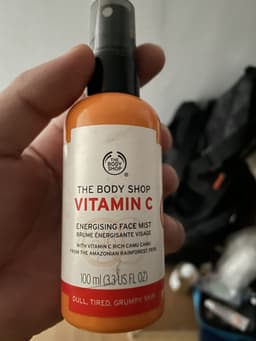 THE
BODY
SHOP
®
THE BODY SHOP
VITAMIN C
ENERGISING FACE MIST
BRUME ÉNERGISANTE VISAGE
WITH VITAMIN C RICH CAMU CAMU
FROM THE AMAZONIAN RAINFOREST PERU
100 ml (3.3 US FL OZ)
DULL, TIRED, GRUMPY SKIN